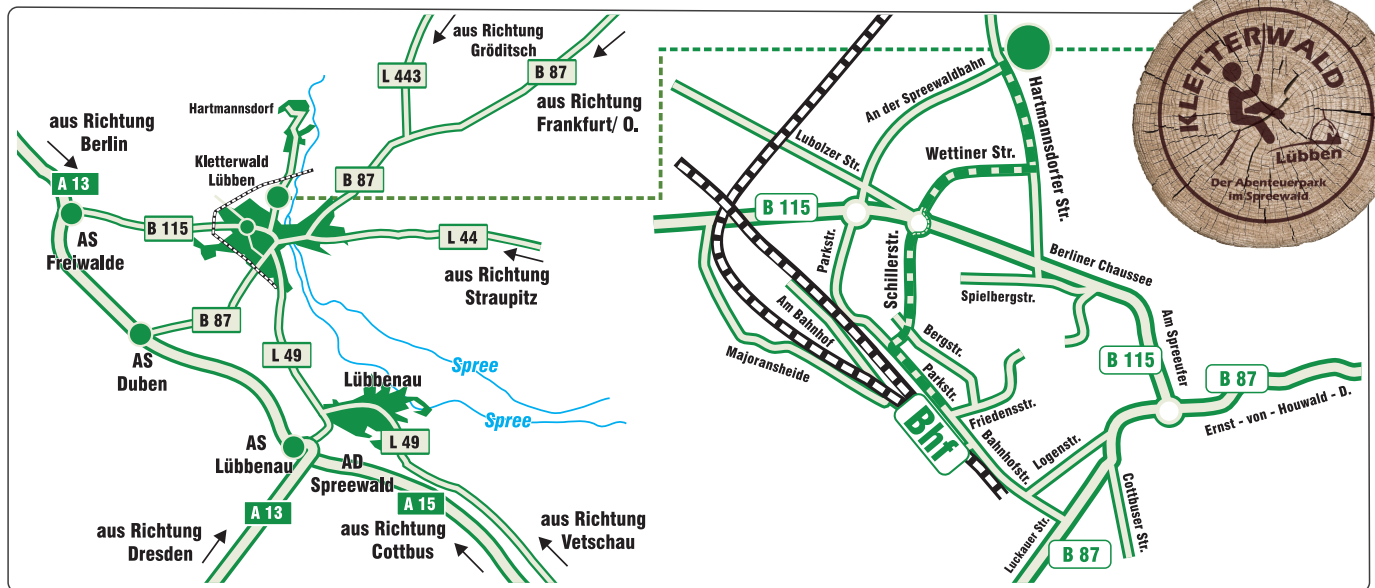 aus Richtung
Gröditsch
L 443
B 87
aus Richtung
Frankfurt/ O.
Hartmannsdorf
aus Richtung
Berlin
A 13
Kletterwald
Lübben
B 87
B 115
AS
Freiwalde
L 44
aus Richtung
Straupitz
B 87
AS
Duben
L 49
Lübbenau
Spree
Spree
AS
Lübbenau
L 49
AD
Spreewald
A 15
A 13
aus Richtung
Dresden
aus Richtung
Cottbus
aus Richtung
Vetschau
An der Spreewaldbahn
Hartmannsdorfer Str.
Lubolzer Str.
Wettiner Str.
B 115
Parkstr.
Schillerstr.
Berliner Chaussee
Spielbergstr.
Am Bahnhof
Majoransheide
Bergstr.
Parkstr.
Friedensstr.
Am Spreeufer
B 115
B 87
Ernst - von - Houwald - D.
Bhf
Bahnhofstr.
Logenstr.
Cottbuser Str.
Luckauer Str.
B 87
KLETTERWALD
Lübben
Der Abenteuerpark
im Spreewald